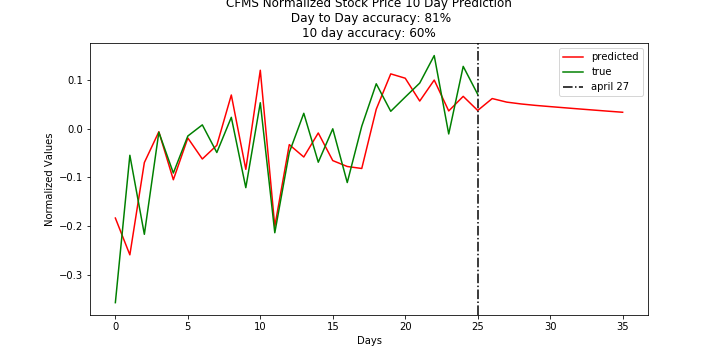 CFMS Normalized Stock Price 10 Day Prediction
Day to Day accuracy: 81%
10 day accuracy: 60%
predicted
true
april 27
0.1
0.0
−0.1
−0.2
−0.3
Normalized Values
0 5 10 15 20 25 30 35
Days